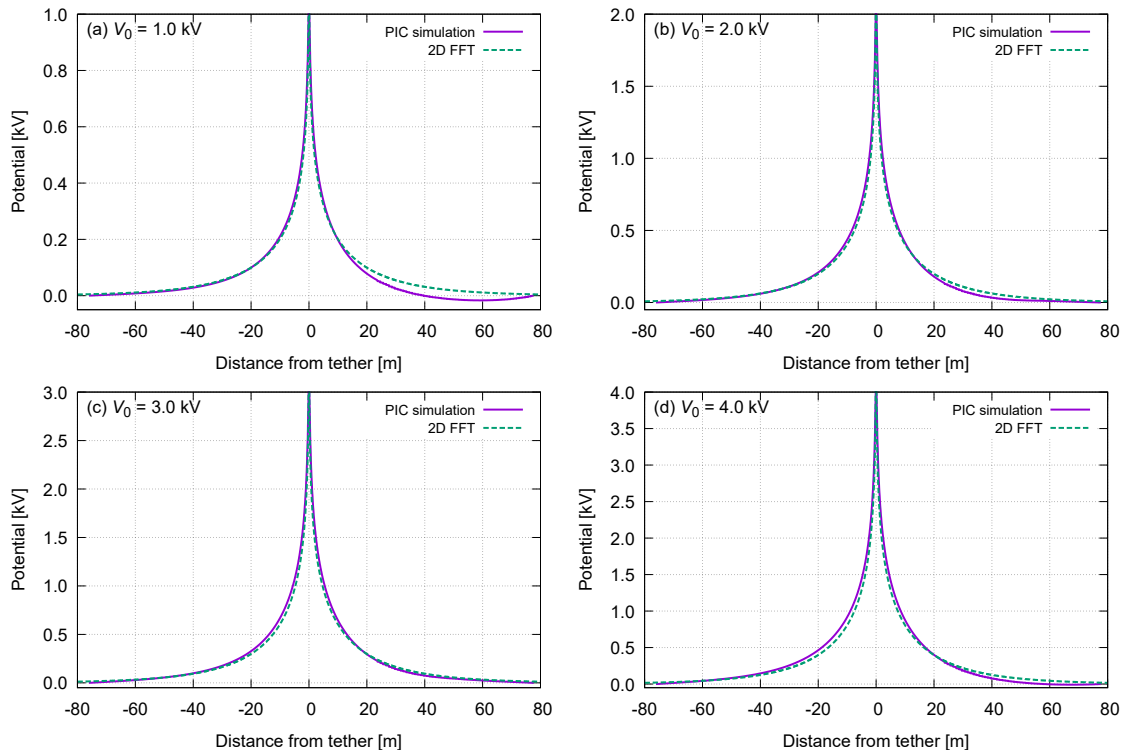 (a) V0 = 1.0 kV
PIC simulation
2D FFT
Potential [kV]
1.0
0.8
0.6
0.4
0.2
0.0
-80 -60 -40 -20 0 20 40 60 80
Distance from tether [m]
(b) V0 = 2.0 kV
PIC simulation
2D FFT
Potential [kV]
2.0
1.5
1.0
0.5
0.0
-80 -60 -40 -20 0 20 40 60 80
Distance from tether [m]
(c) V0 = 3.0 kV
PIC simulation
2D FFT
Potential [kV]
3.0
2.5
2.0
1.5
1.0
0.5
0.0
-80 -60 -40 -20 0 20 40 60 80
Distance from tether [m]
(d) V0 = 4.0 kV
PIC simulation
2D FFT
Potential [kV]
4.0
3.5
3.0
2.5
2.0
1.5
1.0
0.5
0.0
-80 -60 -40 -20 0 20 40 60 80
Distance from tether [m]